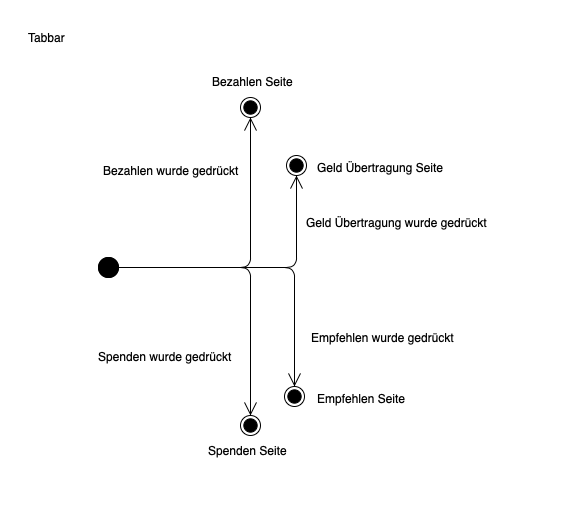 Tabbar
Bezahlen Seite
Bezahlen wurde gedrückt
Geld Übertragung Seite
Geld Übertragung wurde gedrückt
Empfehlen wurde gedrückt
Spenden wurde gedrückt
Empfehlen Seite
Spenden Seite